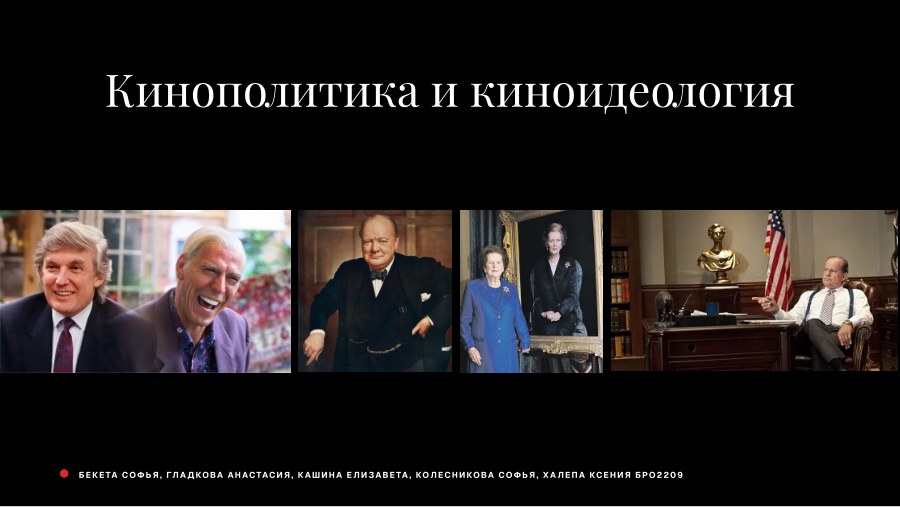 Кинополитика и киноидеология
БЕКЕТА СОФЬЯ, ГЛАДКОВА АНАСТАСИЯ, КАШИНА ЕЛИЗАВЕТА, КОЛЕСНИКОВА СОФЬЯ, ХАЛЕПА КСЕНИЯ БРО2209